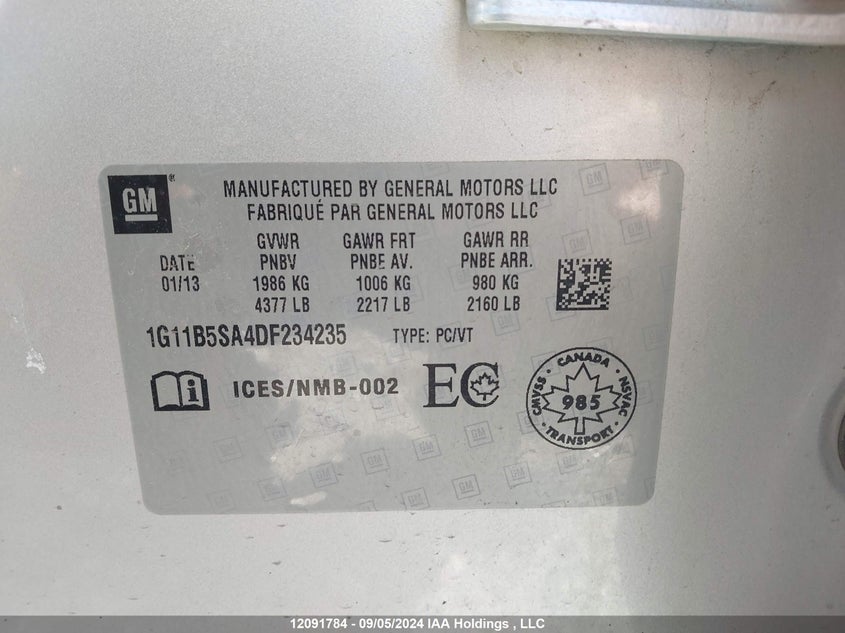 GM®
MANUFACTURED BY GENERAL MOTORS LLC
FABRIQUÉ PAR GENERAL MOTORS LLC
GVWR GAWR FRT GAWR RR
DATE PNBV PNBE AV. PNBE ARR.
01/13 1986 KG 1006 KG 980 KG
4377 LB 2217 LB 2160 LB
1G11B5SA4DF234235 TYPE: PC/VT
i ICES/NMB-002 EC
CANADA
CMVSS 985 NSVAC
TRANSPORT
12091784 - 09/05/2024 IAA Holdings , LLC